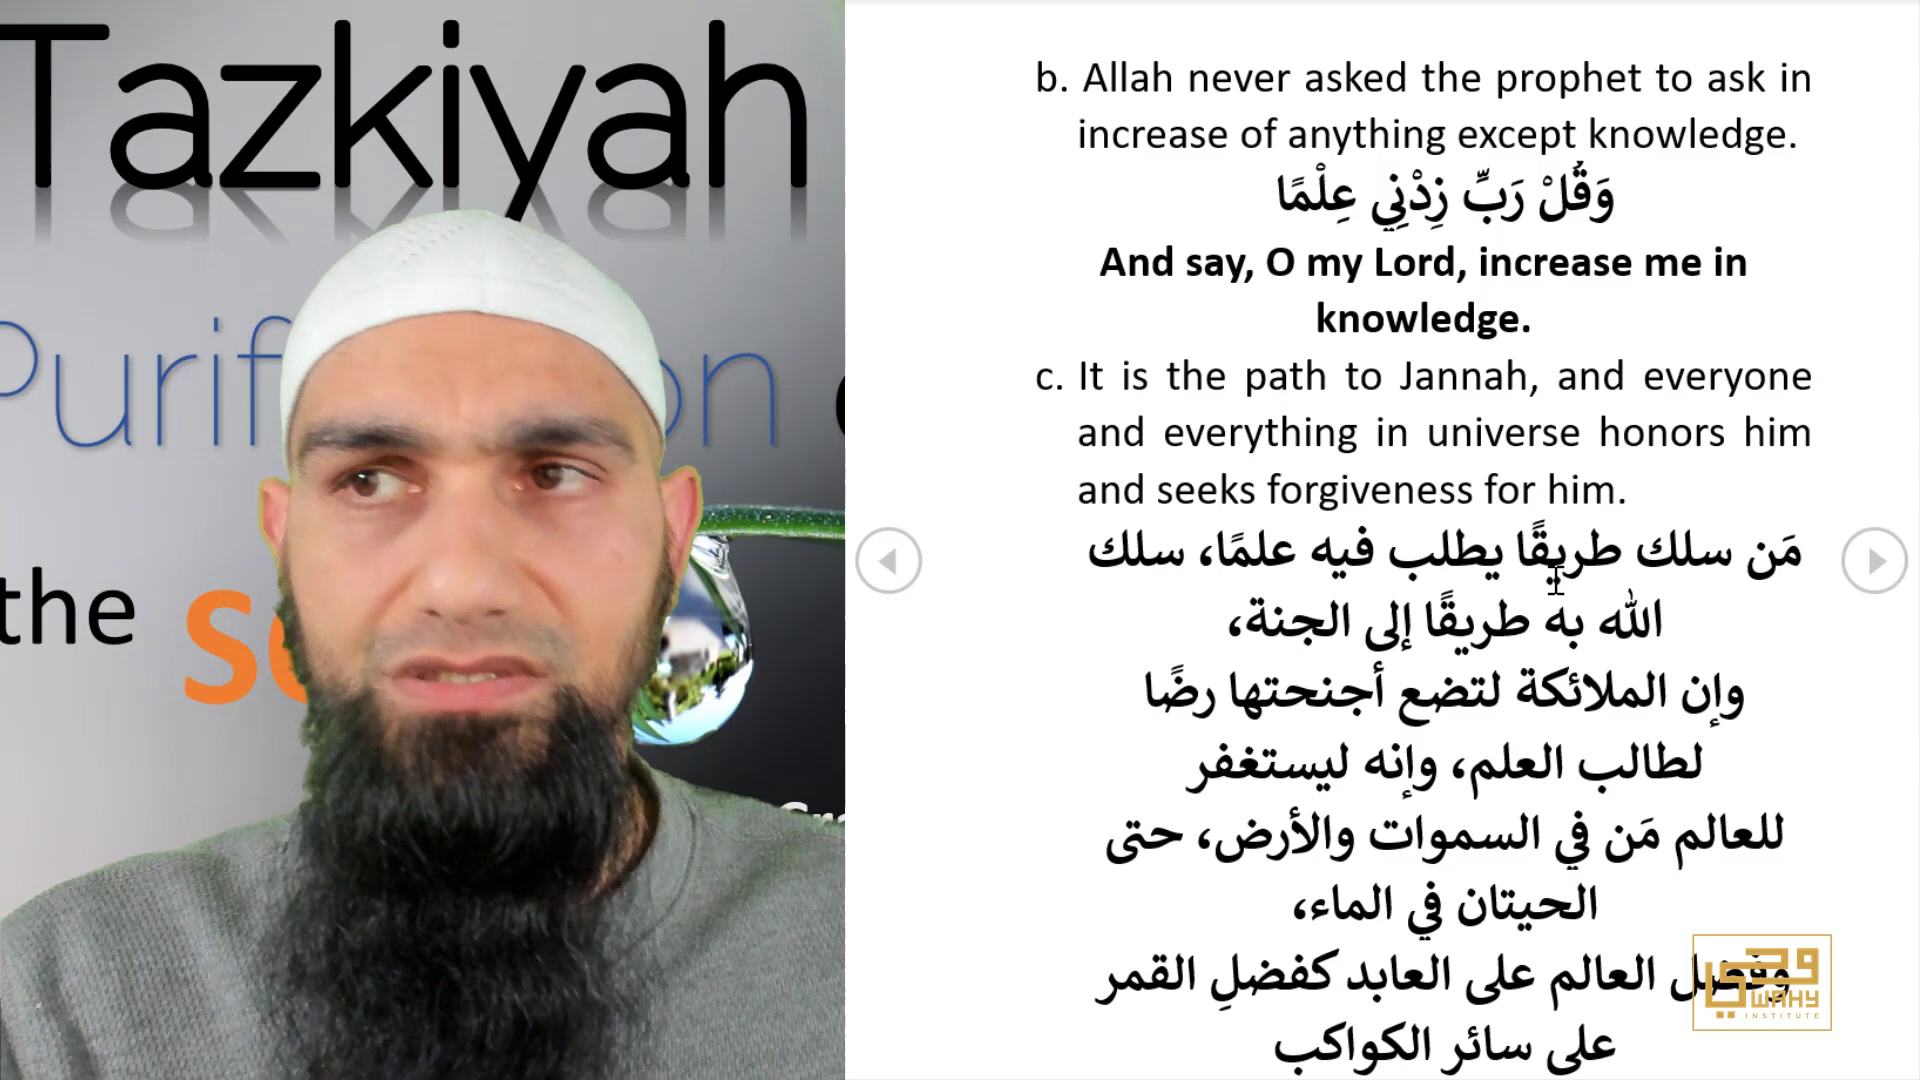 Tazkiyah
Purif on
the
b. Allah never asked the prophet to ask in
increase of anything except knowledge.
وَقُلْ رَبِّ زِدْنِي عِلْمًا
And say, O my Lord, increase me in
knowledge.
c. It is the path to Jannah, and everyone
and everything in universe honors him
and seeks forgiveness for him.
مَن سلك طريقًا يطلب فيه علمًا، سلك
الله به طريقًا إلى الجنة،
وإن الملائكة لتضع أجنحتها رضًا
لطالب العلم، وإنه ليستغفر
للعالم مَن في السموات والأرض، حتى
الحيتان في الماء،
وفضل العالم على العابد كفضلِ القمر
على سائر الكواكب
وحي
WAHY
INSTITUTE